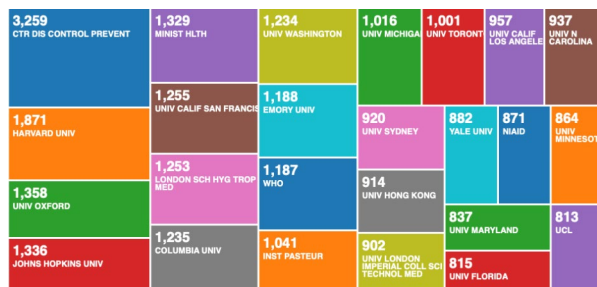 3,259
CTR DIS CONTROL PREVENT
1,871
HARVARD UNIV
1,358
UNIV OXFORD
1,336
JOHNS HOPKINS UNIV
1,329
MINIST HLTH
1,255
UNIV CALIF SAN FRANCIS
1,253
LONDON SCH HYG TROP
MED
1,235
COLUMBIA UNIV
1,234
UNIV WASHINGTON
1,188
EMORY UNIV
1,187
WHO
1,041
INST PASTEUR
1,016
UNIV MICHIGA
1,001
UNIV TORONT
957
UNIV CALIF
LOS ANGELE
937
UNIV N
CAROLINA
920
UNIV SYDNEY
914
UNIV HONG KONG
902
UNIV LONDON
IMPERIAL COLL SCI
TECHNOL MED
882
YALE UNIV
871
NIAID
864
UNIV
MINNESOT
837
UNIV MARYLAND
815
UNIV FLORIDA
813
UCL